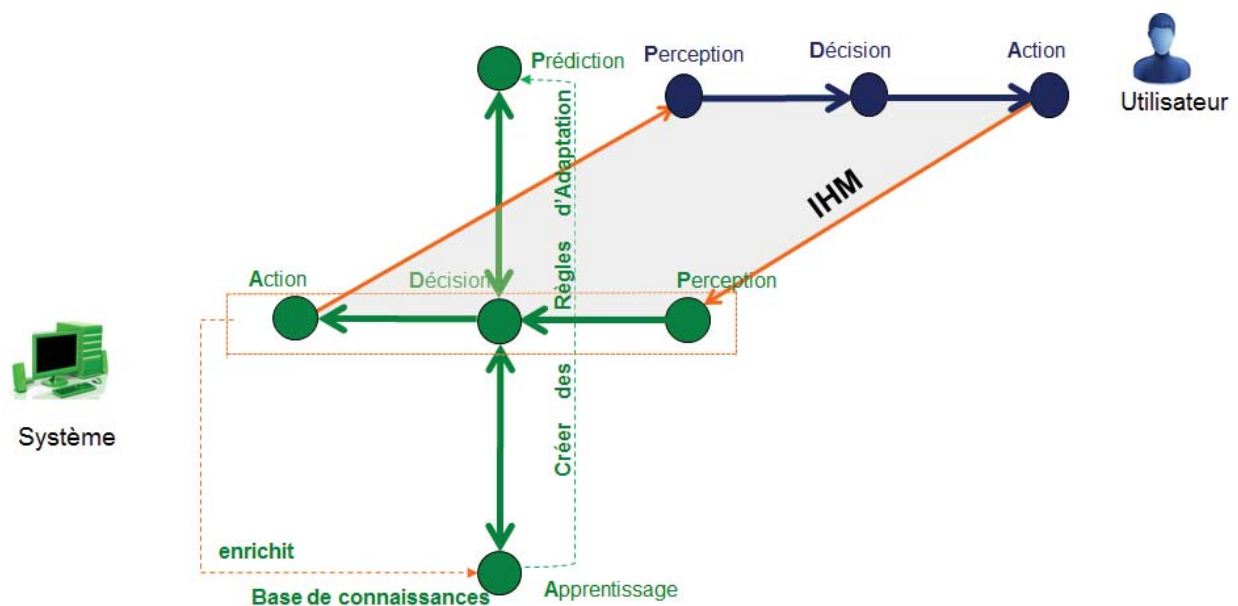 Prédiction
Perception
Décision
Action
Utilisateur
IHM
Créer des Règles d'Adaptation
Action
Décision
Perception
Système
enrichit
Base de connaissances
Apprentissage